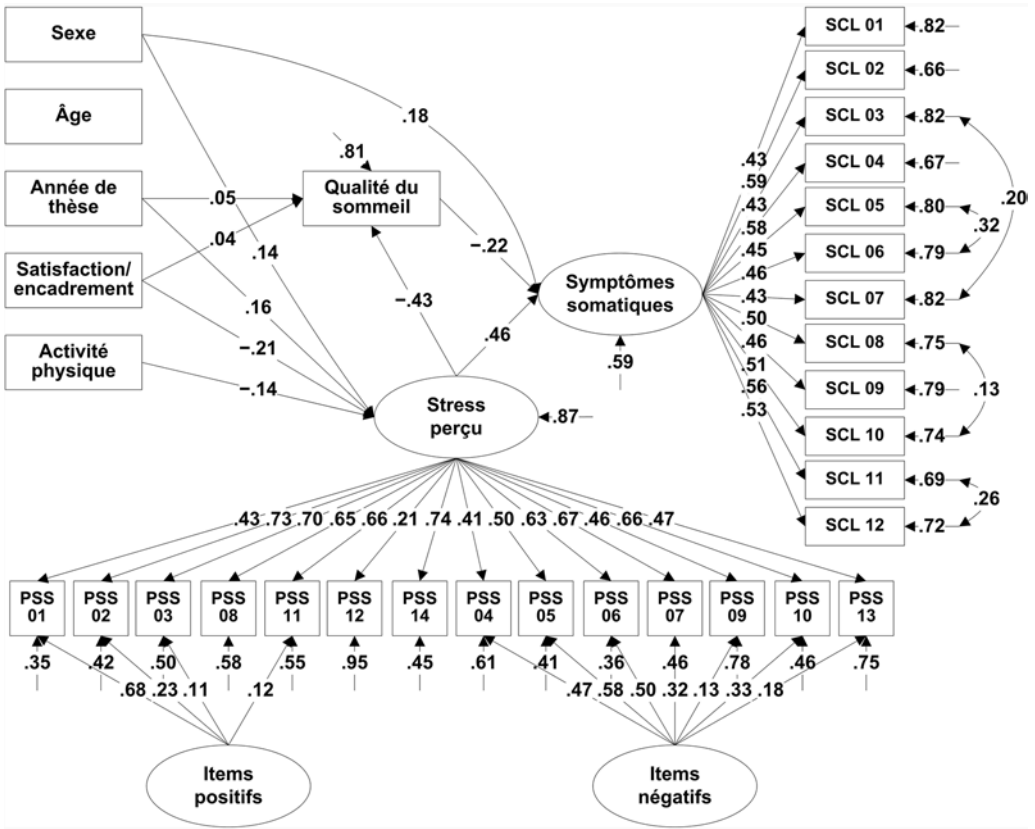 Sexe
Âge
Année de
thèse
Satisfaction/
encadrement
Activité
physique
.81
Qualité du
sommeil
.18
.05
.04
.14
.16
−.21
−.14
−.43
−.22
.46
Symptômes
somatiques
.59
Stress
perçu
.87
.43
.59
.43
.58
.45
.46
.43
.50
.46
.51
.56
.53
SCL 01 .82
SCL 02 .66
SCL 03 .82
SCL 04 .67
SCL 05 .80
SCL 06 .79
SCL 07 .82
SCL 08 .75
SCL 09 .79
SCL 10 .74
SCL 11 .69
SCL 12 .72
.20
.32
.13
.26
.43 .73 .70 .65 .66 .21 .74 .41 .50 .63 .67 .46 .66 .47
PSS PSS PSS PSS PSS PSS PSS PSS PSS PSS PSS PSS PSS PSS
01 02 03 08 11 12 14 04 05 06 07 09 10 13
.35 .42 .50 .58 .55 .95 .45 .61 .41 .36 .46 .78 .46 .75
.68 .23 .11 .12 .47 .58 .50 .32 .13 .33 .18
Items
positifs
Items
négatifs